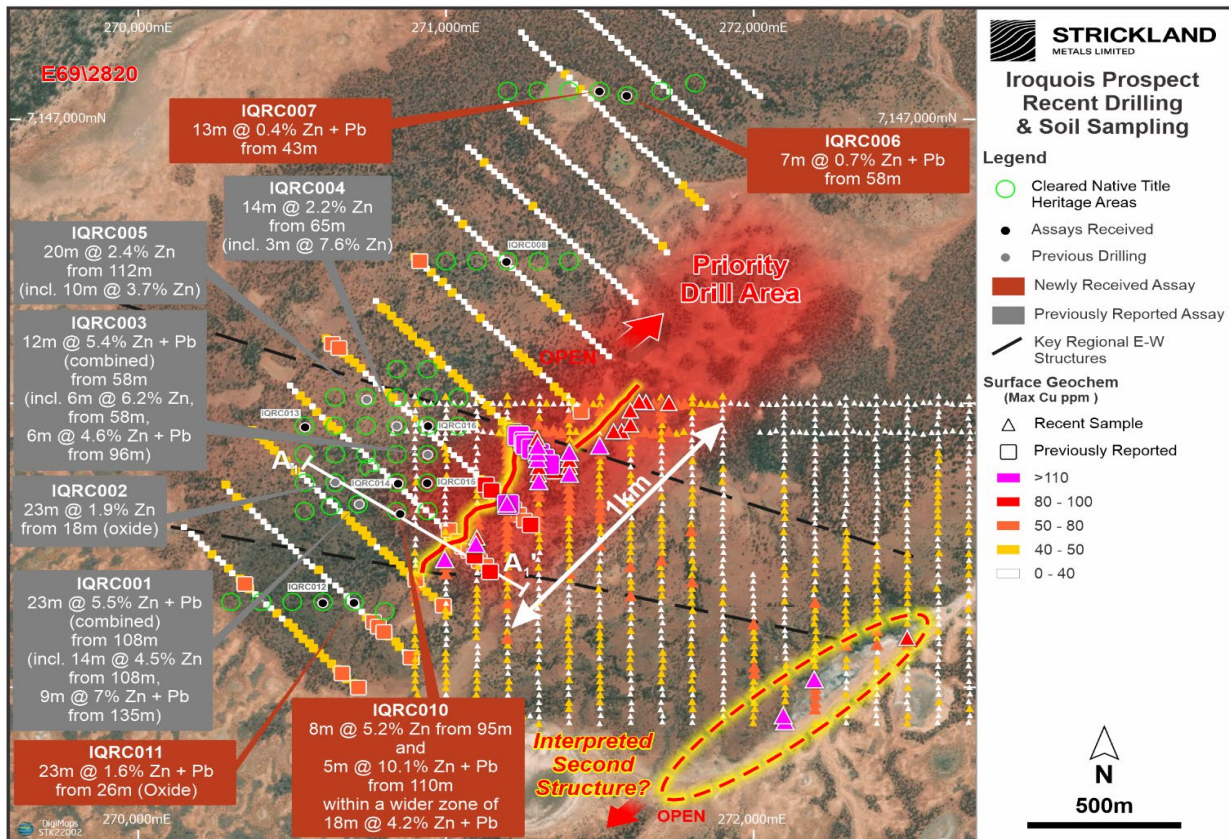 270,000mE
271,000mE
272,000mE
E69\2820
7,147,000mN
7,147,000mN
IQRC007
13m @ 0.4% Zn + Pb
from 43m
IQRC006
7m @ 0.7% Zn + Pb
from 58m
IQRC004
14m @ 2.2% Zn
from 65m
(incl. 3m @ 7.6% Zn)
IQRC005
20m @ 2.4% Zn
from 112m
(incl. 10m @ 3.7% Zn)
IQRC008
Priority
Drill Area
OPEN
IQRC003
12m @ 5.4% Zn + Pb
(combined)
from 58m
(incl. 6m @ 6.2% Zn,
from 58m,
6m @ 4.6% Zn + Pb
from 96m)
IQRC013
IQRC016
A
IQRC014
IQRC015
1km
A'
IQRC002
23m @ 1.9% Zn
from 18m (oxide)
IQRC012
IQRC001
23m @ 5.5% Zn + Pb
(combined)
from 108m
(incl. 14m @ 4.5% Zn
from 108m,
9m @ 7% Zn + Pb
from 135m)
IQRC011
23m @ 1.6% Zn + Pb
from 26m (Oxide)
IQRC010
8m @ 5.2% Zn from 95m
and
5m @ 10.1% Zn + Pb
from 110m
within a wider zone of
18m @ 4.2% Zn + Pb
Interpreted
Second
Structure?
OPEN
DigiMaps
STK22002
270,000mE
272,000mE
STRICKLAND
METALS LIMITED
Iroquois Prospect
Recent Drilling
& Soil Sampling
Legend
Cleared Native Title
Heritage Areas
Assays Received
Previous Drilling
Newly Received Assay
Previously Reported Assay
Key Regional E-W
Structures
Surface Geochem
(Max Cu ppm )
Recent Sample
Previously Reported
>110
80 - 100
50 - 80
40 - 50
0 - 40
N
500m